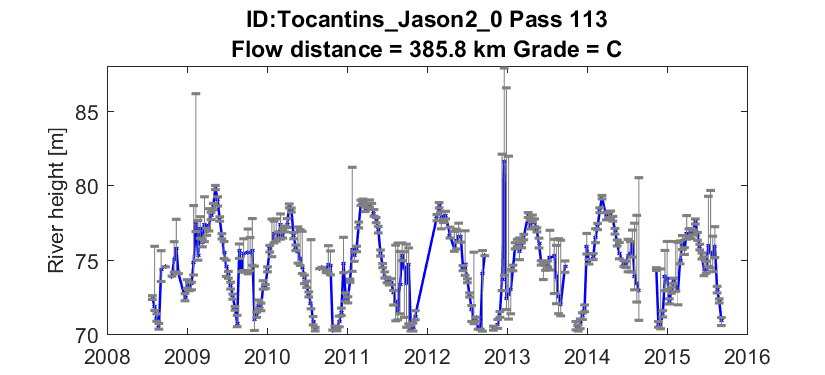 ID:Tocantins_Jason2_0 Pass 113
Flow distance = 385.8 km Grade = C
River height [m]
85
80
75
70
2008 2009 2010 2011 2012 2013 2014 2015 2016